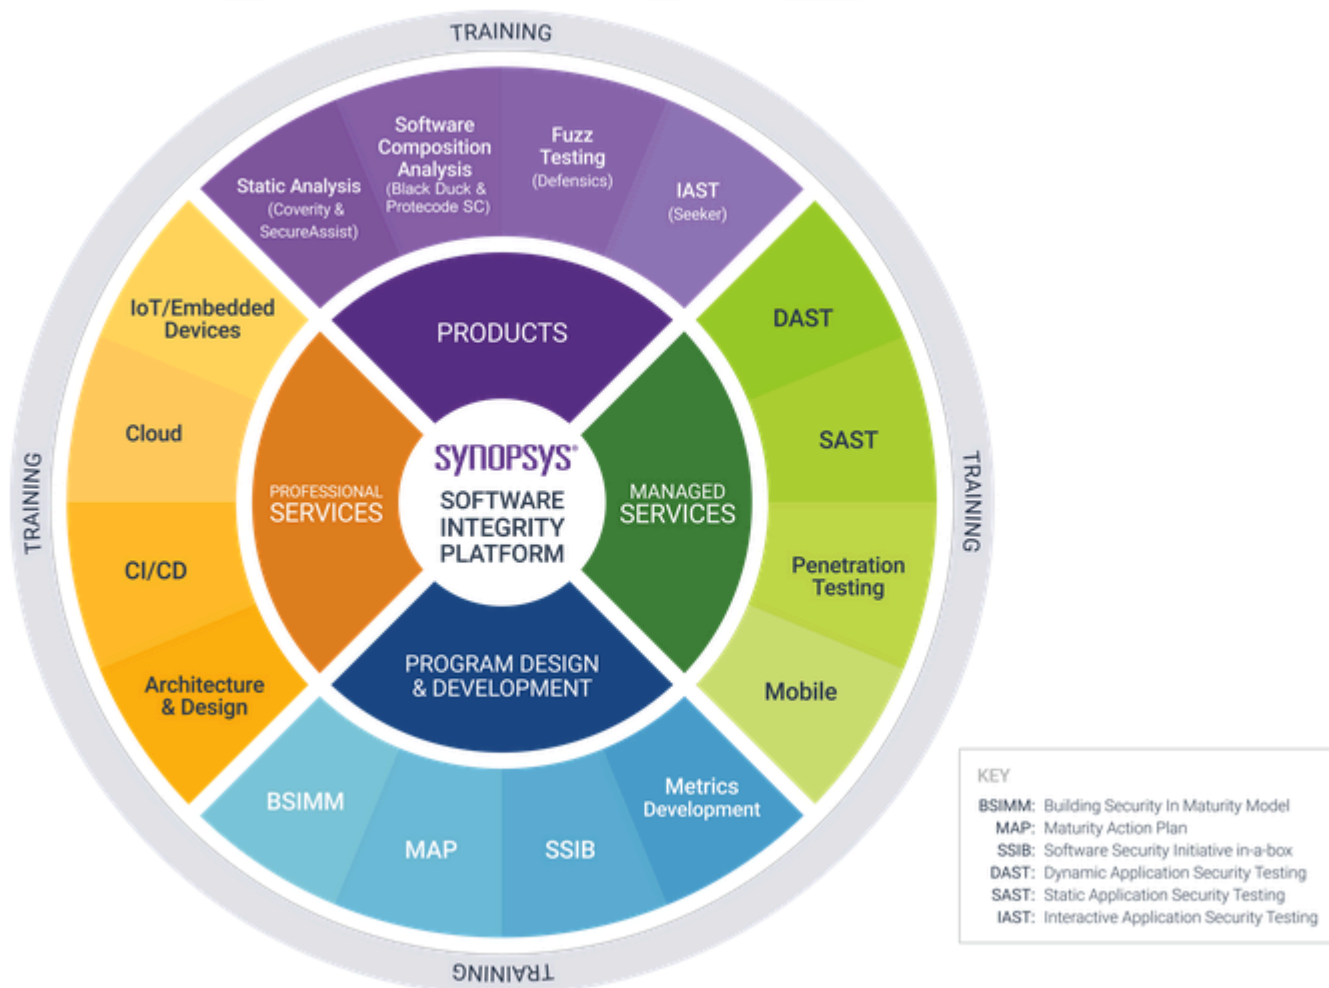 TRAINING
Static Analysis
(Coverity &
SecureAssist)
Software
Composition
Analysis
(Black Duck &
Protecode SC)
Fuzz
Testing
(Defensics)
IAST
(Seeker)
IoT/Embedded
Devices
Cloud
CI/CD
Architecture
& Design
PRODUCTS
PROFESSIONAL
SERVICES
SYNOPSYS®
SOFTWARE
INTEGRITY
PLATFORM
MANAGED
SERVICES
PROGRAM DESIGN
& DEVELOPMENT
DAST
SAST
Penetration
Testing
Mobile
BSIMM
MAP
SSIB
Metrics
Development
TRAINING
TRAINING
TRAINING
KEY
BSIMM: Building Security In Maturity Model
MAP: Maturity Action Plan
SSIB: Software Security Initiative in-a-box
DAST: Dynamic Application Security Testing
SAST: Static Application Security Testing
IAST: Interactive Application Security Testing